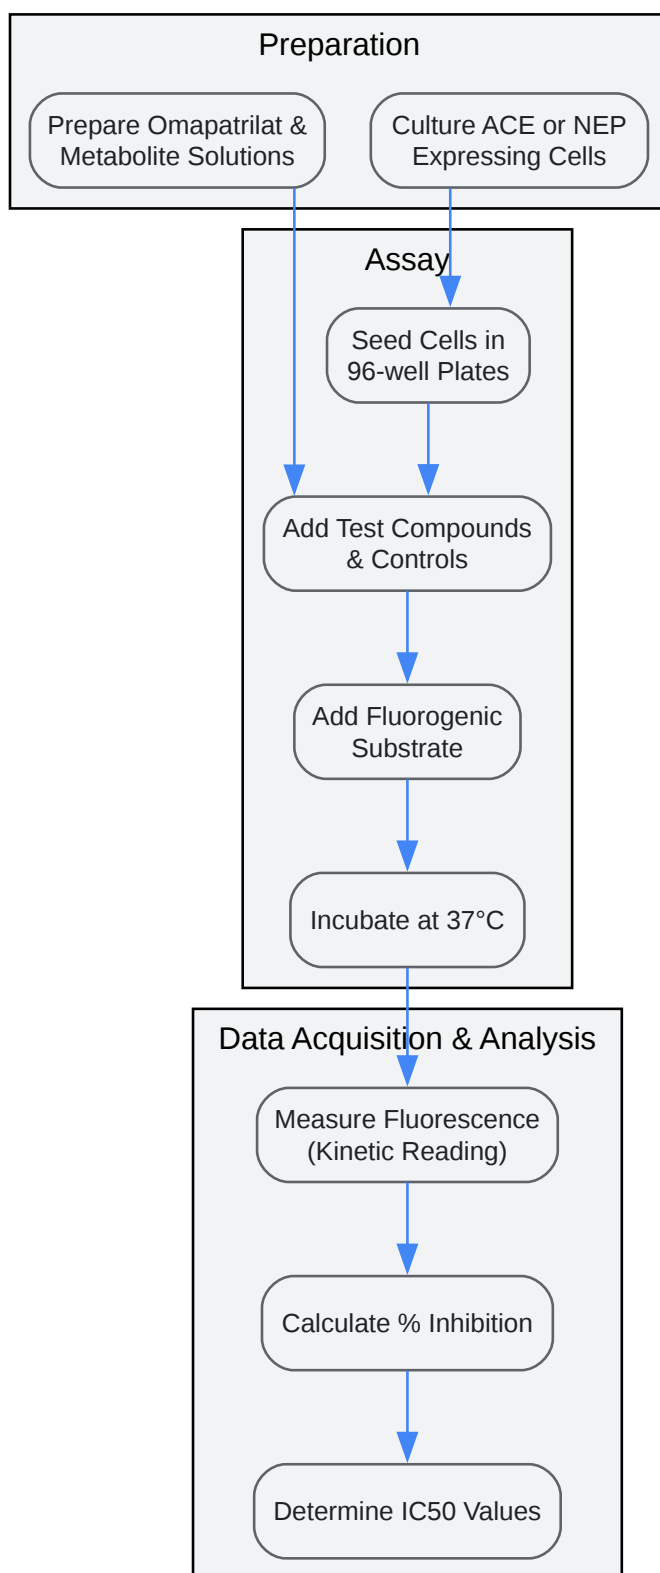 Preparation
Prepare Omapatrilat &
Metabolite Solutions
Culture ACE or NEP
Expressing Cells
Assay
Seed Cells in
96-well Plates
Add Test Compounds
& Controls
Add Fluorogenic
Substrate
Incubate at 37°C
Data Acquisition & Analysis
Measure Fluorescence
(Kinetic Reading)
Calculate % Inhibition
Determine IC50 Values